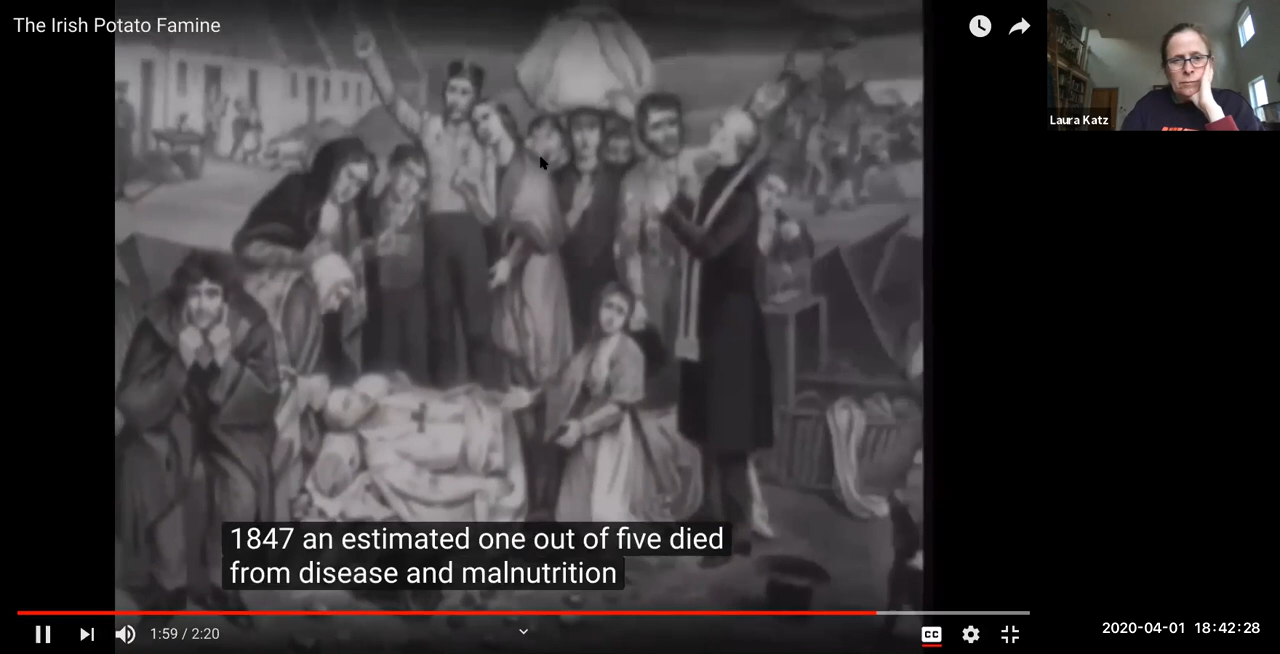 The Irish Potato Famine
Laura Katz
1847 an estimated one out of five died
from disease and malnutrition
1:59 / 2:20
CC
2020-04-01 18:42:28